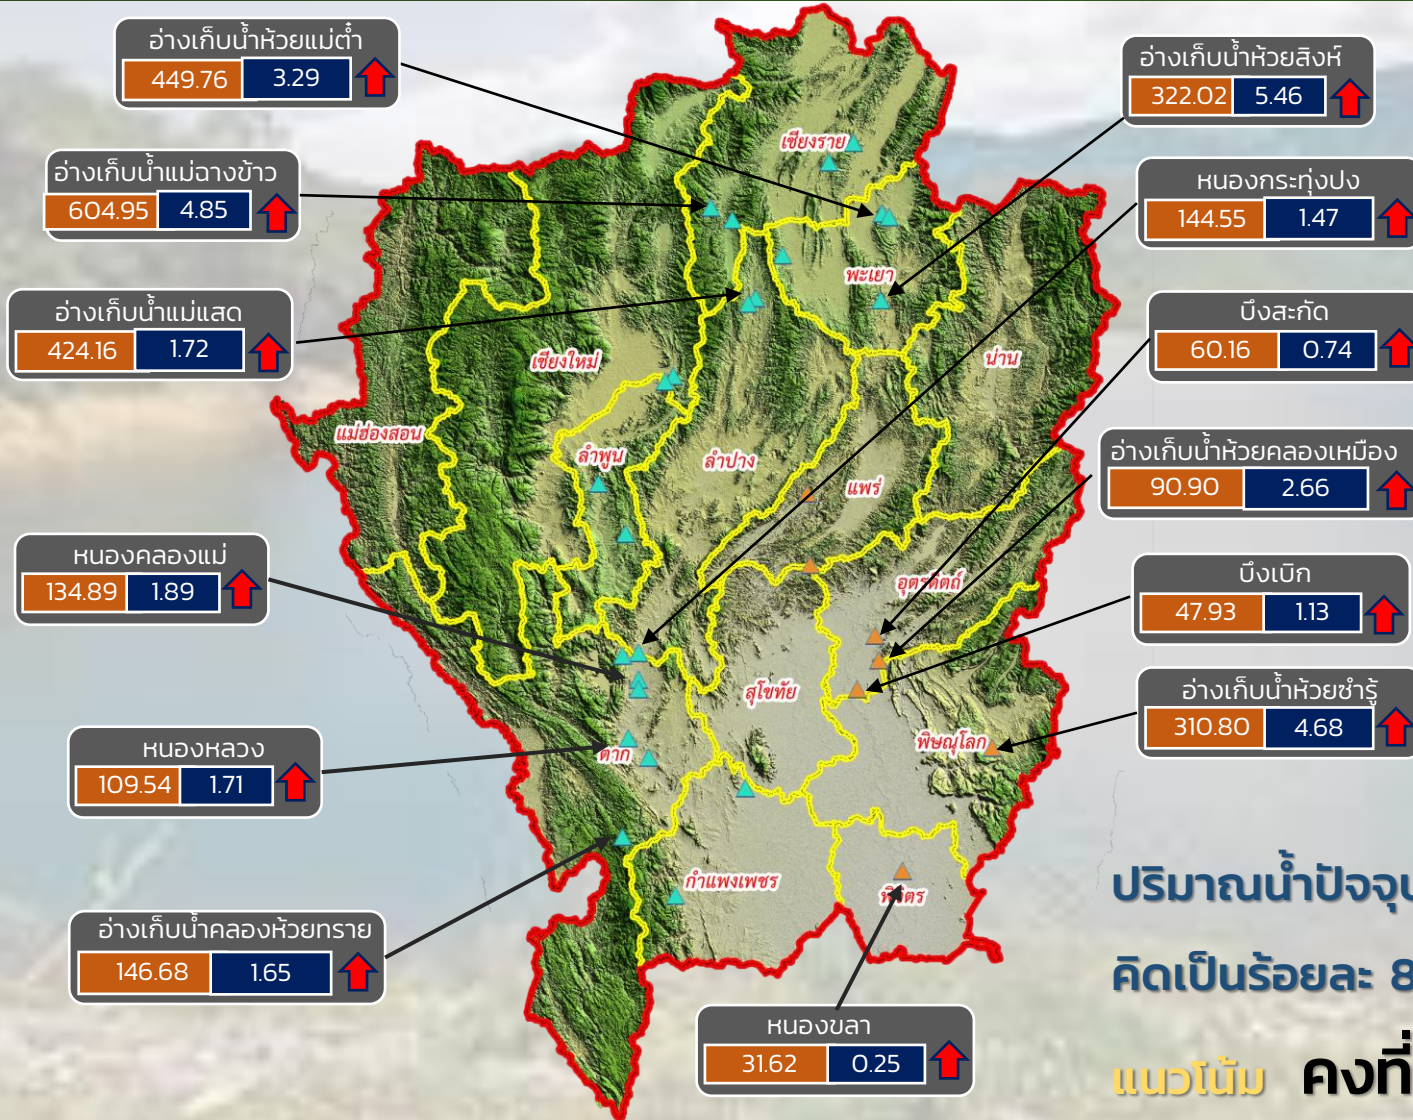 อ่างเก็บน้ำห้วยแม่ต๋ำ
449.76 3.29
อ่างเก็บน้ำห้วยสิงห์
322.02 5.46
อ่างเก็บน้ำแม่ฉางข้าว
604.95 4.85
หนองกระทุ่งปง
144.55 1.47
อ่างเก็บน้ำแม่แสด
424.16 1.72
บึงสะกัด
60.16 0.74
อ่างเก็บน้ำห้วยคลองเหมือง
90.90 2.66
หนองคลองแม่
134.89 1.89
บึงเบิก
47.93 1.13
อ่างเก็บน้ำห้วยซำรู้
310.80 4.68
หนองหลวง
109.54 1.71
อ่างเก็บน้ำคลองห้วยทราย
146.68 1.65
หนองขลา
31.62 0.25
เชียงราย
พะเยา
น่าน
เชียงใหม่
แม่ฮ่องสอน
ลำพูน
ลำปาง
แพร่
อุตรดิตถ์
สุโขทัย
ตาก
พิษณุโลก
กำแพงเพชร
ปริมาณน้ำปัจจุ
คิดเป็นร้อยละ 8
แนวโน้ม คงที่